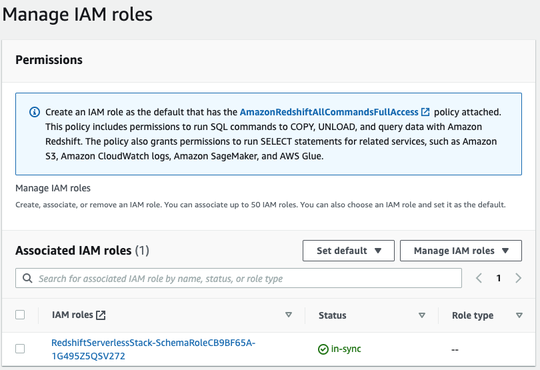 Manage IAM roles
Permissions
Create an IAM role as the default that has the AmazonRedshiftAllCommandsFullAccess policy attached.
This policy includes permissions to run SQL commands to COPY, UNLOAD, and query data with Amazon
Redshift. The policy also grants permissions to run SELECT statements for related services, such as Amazon
S3, Amazon CloudWatch logs, Amazon SageMaker, and AWS Glue.
Manage IAM roles
Create, associate, or remove an IAM role. You can associate up to 50 IAM roles. You can also choose an IAM role and set it as the default.
Associated IAM roles (1)
Set default
Manage IAM roles
Search for associated IAM role by name, status, or role type
1
IAM roles
Status
Role type
RedshiftServerlessStack-SchemaRoleCB9BF65A-
1G495Z5QSV272
in-sync
--